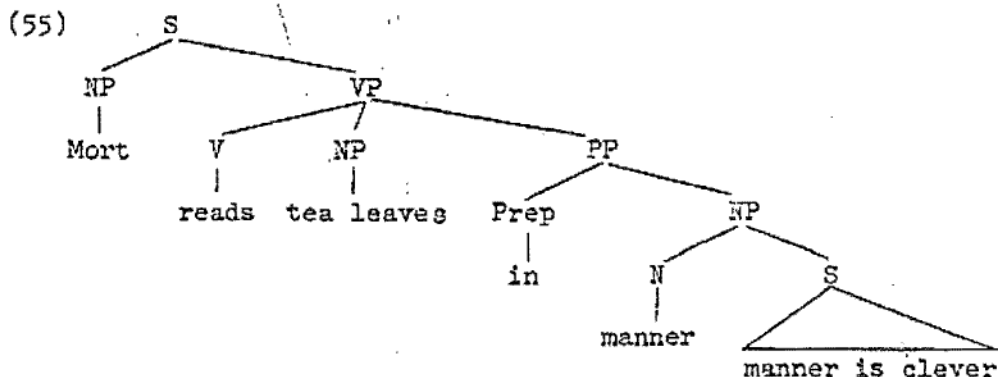 (55) S
NP VP
Mort V NP PP
reads tea leaves Prep NP
in N S
manner
manner is clever